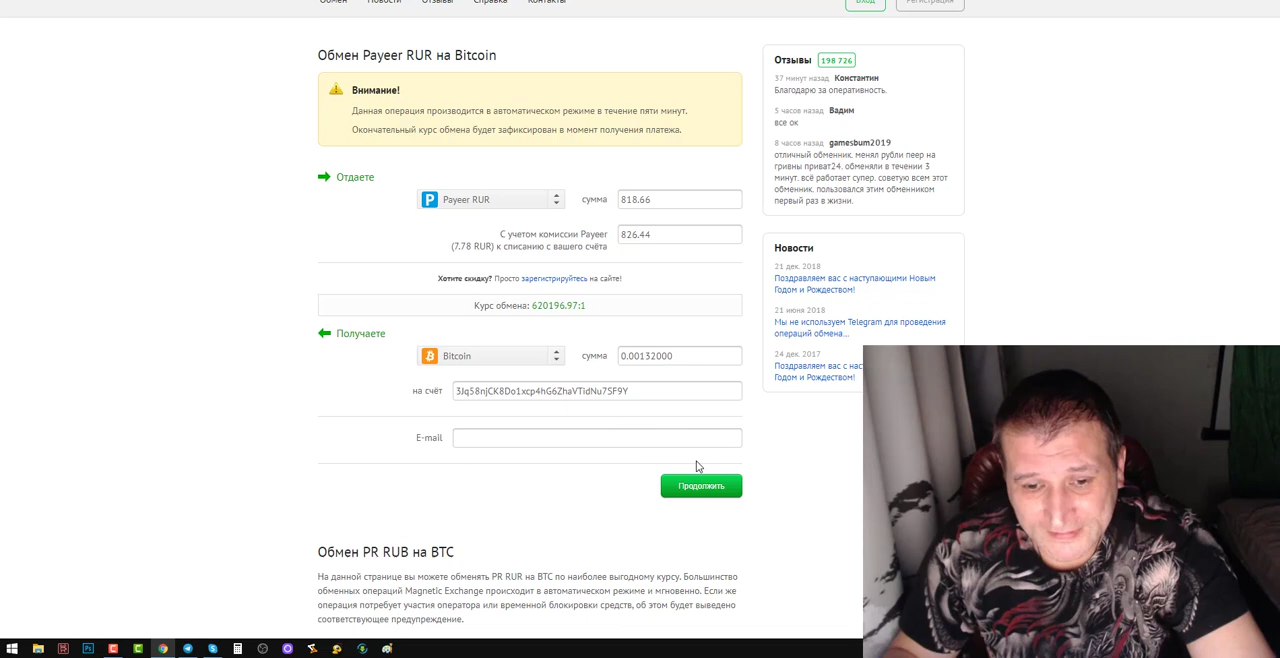 Обмен Новости Отзывы Справка Контакты
Вход Регистрация
Обмен Payeer RUR на Bitcoin
Внимание!
Данная операция производится в автоматическом режиме в течение пяти минут.
Окончательный курс обмена будет зафиксирован в момент получения платежа.
Отдаете
Payeer RUR сумма 818.66
С учетом комиссии Payeer
(7.78 RUR) к списанию с вашего счёта
826.44
Хотите скидку? Просто зарегистрируйтесь на сайте!
Курс обмена: 620196.97:1
Получаете
Bitcoin сумма 0.00132000
на счёт 3Jq58njCK8Do1xcp4hG6ZhaVTidNu7SF9Y
E-mail
Продолжить
Обмен PR RUB на BTC
На данной странице вы можете обменять PR RUR на BTC по наиболее выгодному курсу. Большинство
обменных операций Magnetic Exchange происходит в автоматическом режиме и мгновенно. Если же
операция потребует участия оператора или временной блокировки средств, об этом будет выведено
соответствующее предупреждение.
Отзывы 198 726
37 минут назад Константин
Благодарю за оперативность.
5 часов назад Вадим
все ок
8 часов назад gamesbum2019
отличный обменник. менял рубли пеер на
гривны приват24. обменяли в течении 3
минут. всё работает супер. советую всем этот
обменник. пользовался этим обменником
первый раз в жизни.
Новости
21 дек. 2018
Поздравляем вас с наступающими Новым
Годом и Рождеством!
21 июня 2018
Мы не используем Telegram для проведения
операций обмена...
24 дек. 2017
Поздравляем вас с нас
Годом и Рождеством!